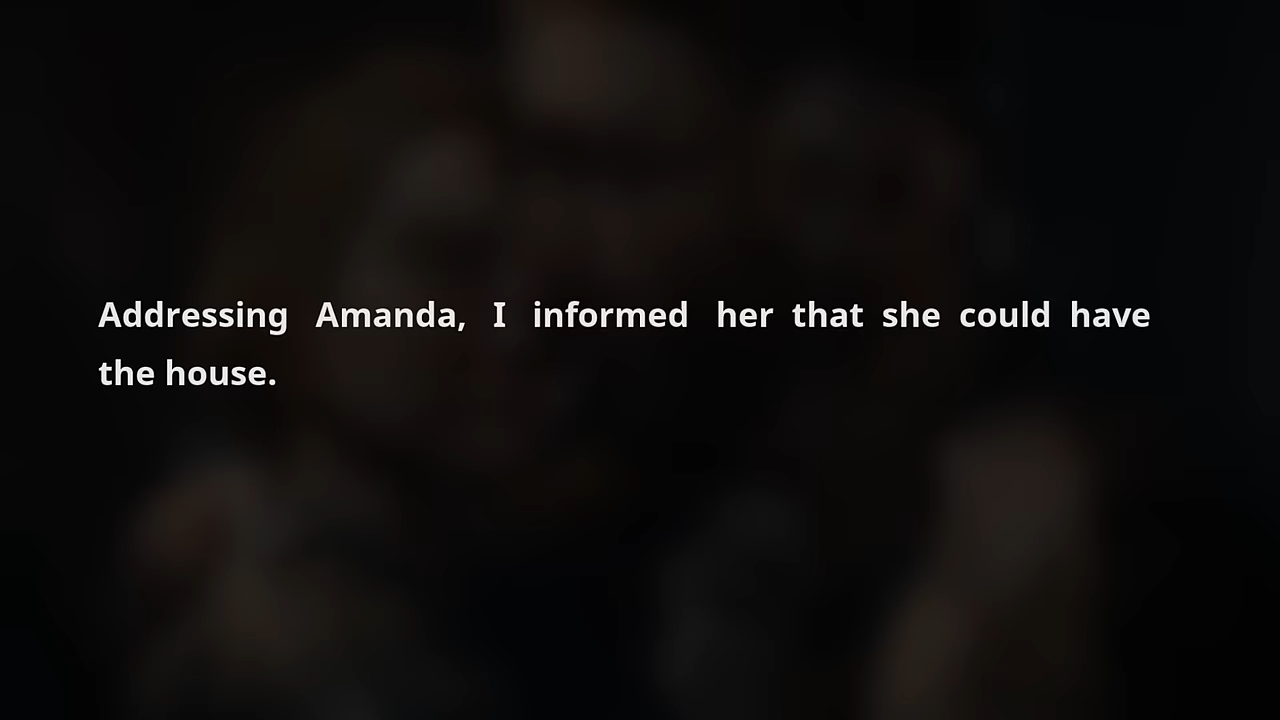 Addressing Amanda, I informed her that she could have
the house.